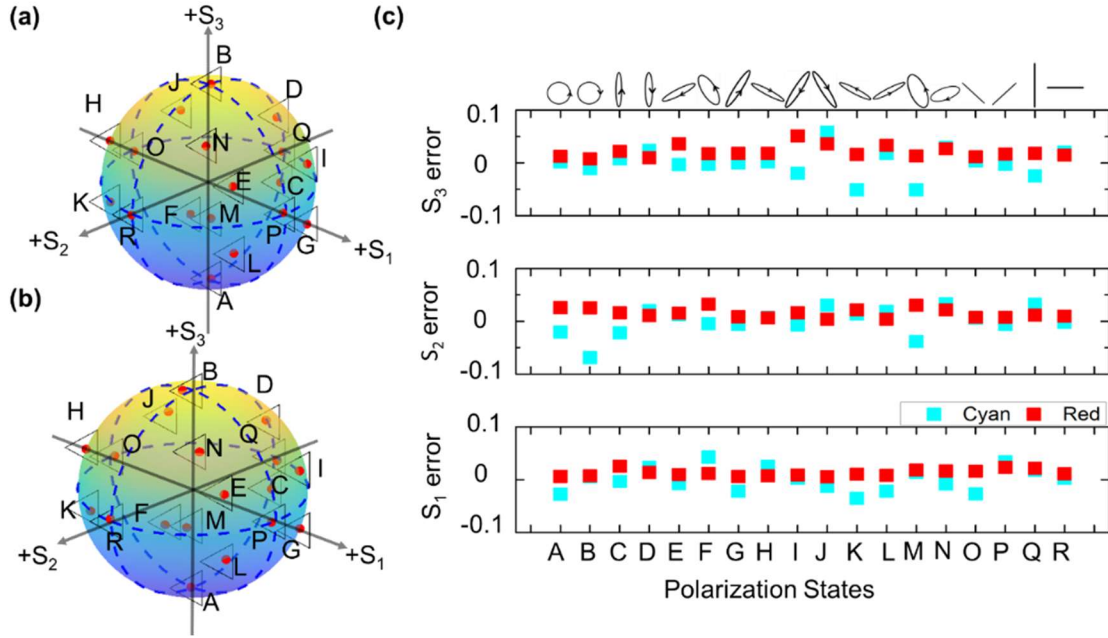 (a)
+S3
B
J
D
H
Q
O
N
I
E
C
K
F
M
R
P
G
+S2
L
+S1
A
(b)
+S3
B
D
J
H
Q
O
N
I
E
C
K
F
M
R
P
G
+S2
L
+S1
A
(c)
0.1
0
-0.1
S3 error
0.1
0
-0.1
S2 error
Cyan Red
0.1
0
-0.1
S1 error
A B C D E F G H I J K L M N O P Q R
Polarization States